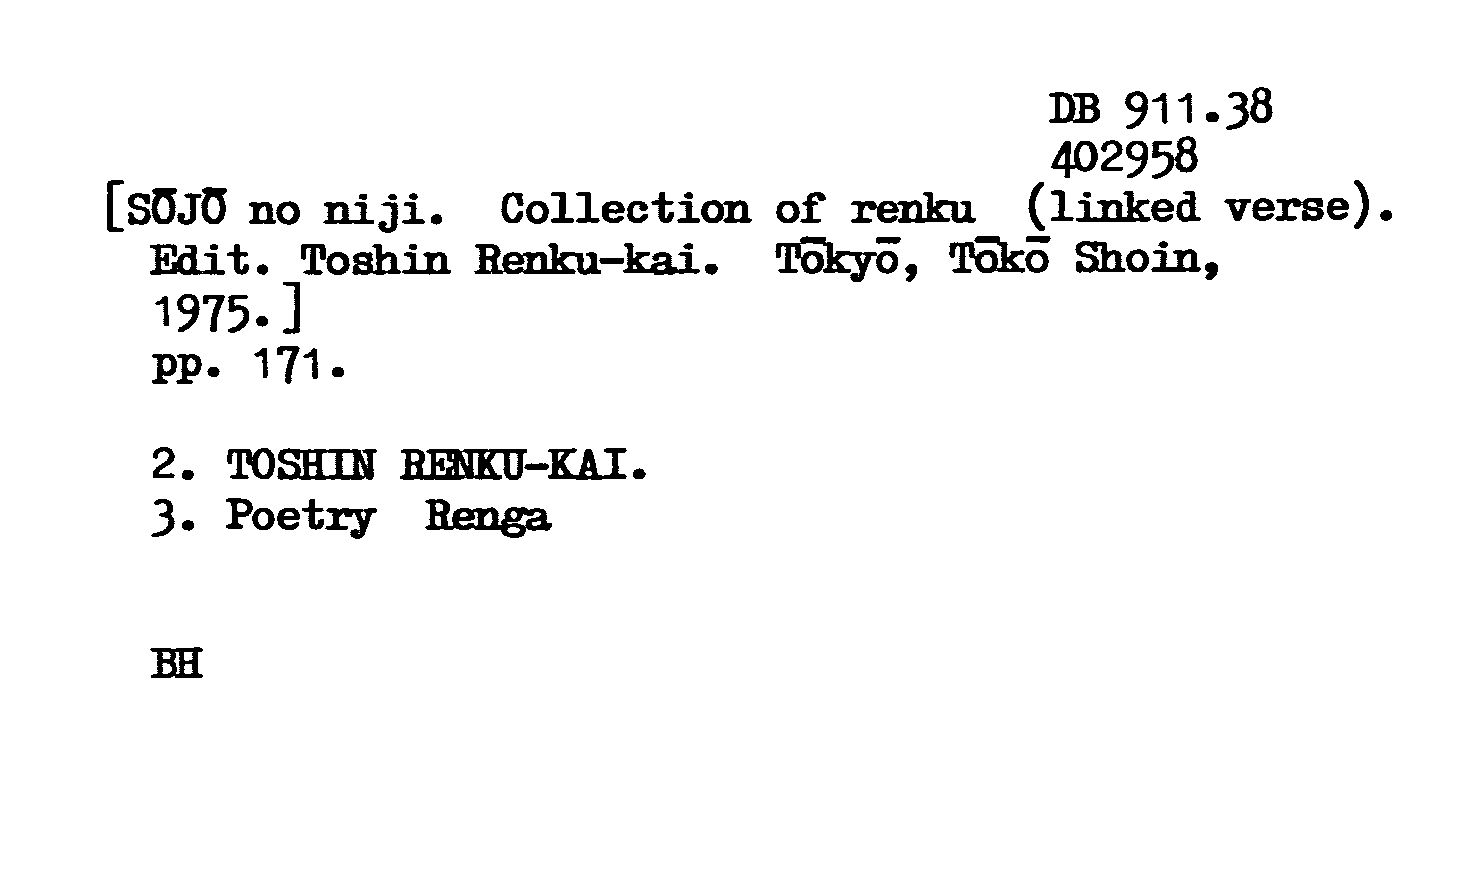 DB 911.38
402958
[SŌJŌ no niji.  Collection of renku (linked verse).
Edit. Toshin Renku-kai.  Tōkyō, Tōkō Shoin,
1975.]
pp. 171.
2. TOSHIN RENKU-KAI.
3. Poetry  Renga
BH